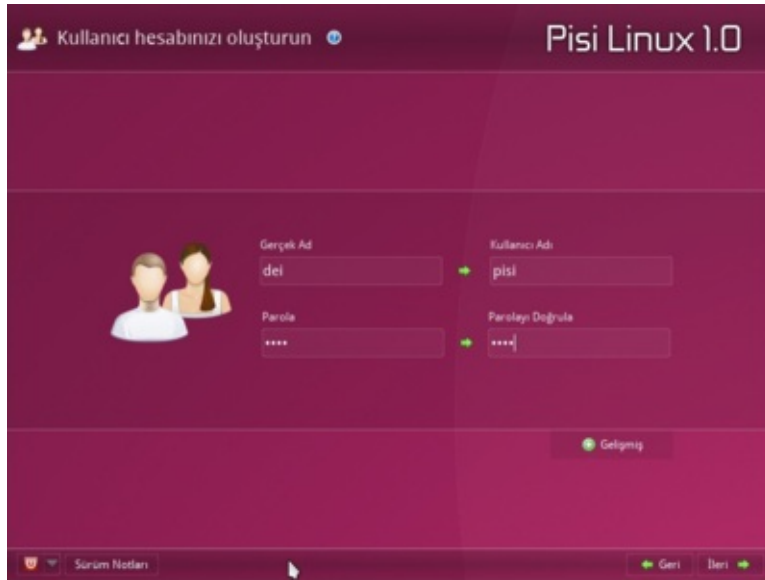 Kullanıcı hesabınızı oluşturun
Pisi Linux 1.0
Gerçek Ad
Kullanıcı Adı
dei
pisi
Parola
Parolayı Doğrula
••••
••••
Gelişmiş
Sürüm Notları
Geri
İleri